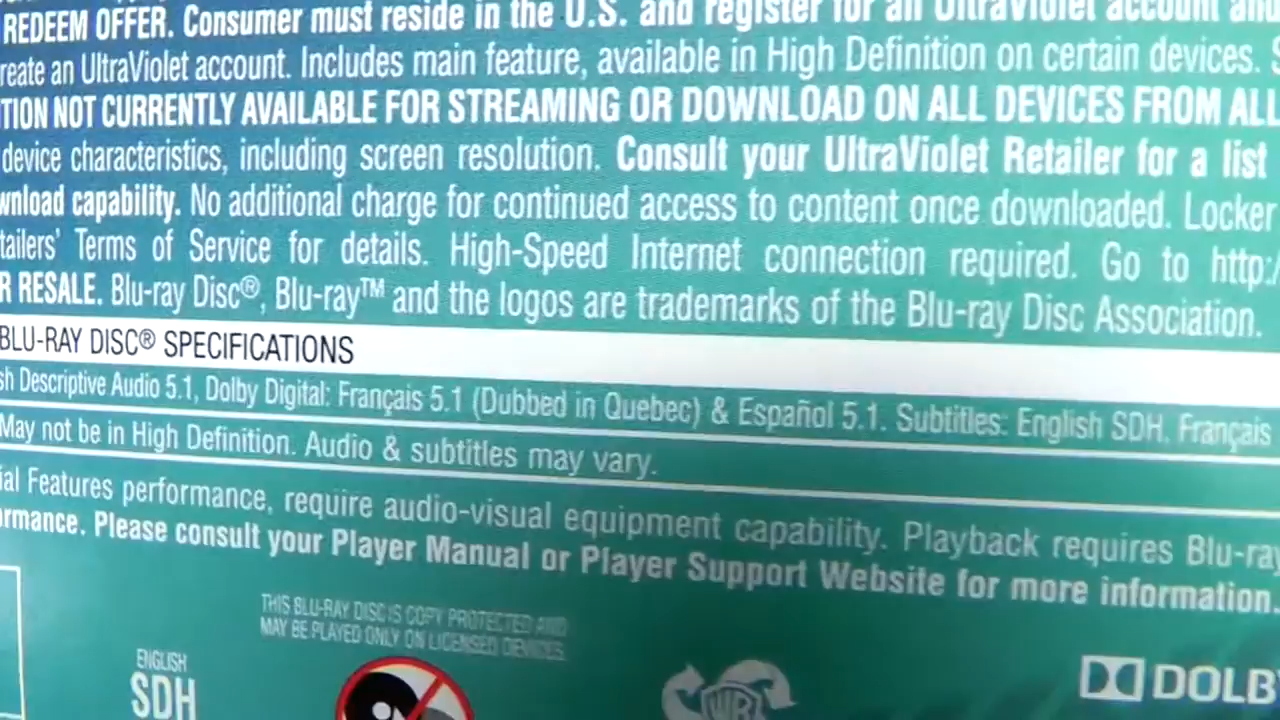 REDEEM OFFER. Consumer must reside in the U.S. and register for an UltraViolet account and
reate an UltraViolet account. Includes main feature, available in High Definition on certain devices. S
TION NOT CURRENTLY AVAILABLE FOR STREAMING OR DOWNLOAD ON ALL DEVICES FROM ALL
device characteristics, including screen resolution. Consult your UltraViolet Retailer for a list
wnload capability. No additional charge for continued access to content once downloaded. Locker
tailers' Terms of Service for details. High-Speed Internet connection required. Go to http:/
R RESALE. Blu-ray Disc®, Blu-ray™ and the logos are trademarks of the Blu-ray Disc Association.
BLU-RAY DISC® SPECIFICATIONS
sh Descriptive Audio 5.1, Dolby Digital: Français 5.1 (Dubbed in Quebec) & Español 5.1. Subtitles: English SDH, Français
May not be in High Definition. Audio & subtitles may vary.
ial Features performance, require audio-visual equipment capability. Playback requires Blu-ray
ormance. Please consult your Player Manual or Player Support Website for more information.
THIS BLU-RAY DISC IS COPY PROTECTED AND
MAY BE PLAYED ONLY ON LICENSED DEVICES.
ENGLISH
SDH
WB
DOLBY